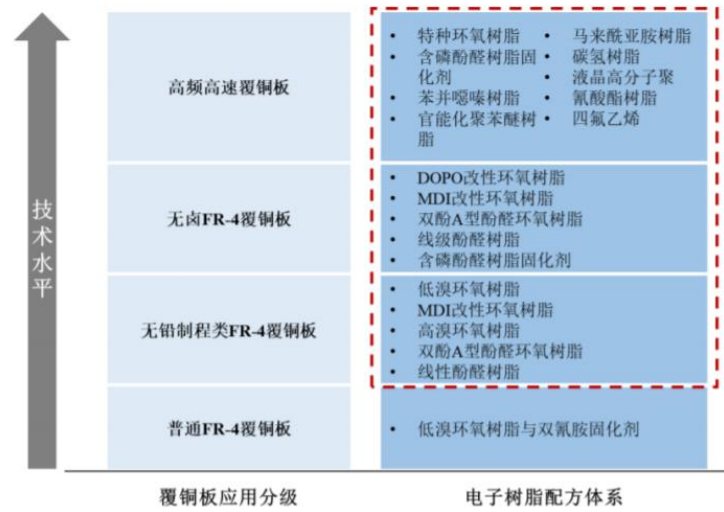 技术水平
高频高速覆铜板
• 特种环氧树脂
• 含磷酚醛树脂固
化剂
• 苯并噁嗪树脂
• 官能化聚苯醚树
脂
• 马来酰亚胺树脂
• 碳氢树脂
• 液晶高分子聚
• 氰酸酯树脂
• 四氟乙烯
无卤FR-4覆铜板
• DOPO改性环氧树脂
• MDI改性环氧树脂
• 双酚A型酚醛环氧树脂
• 线级酚醛树脂
• 含磷酚醛树脂固化剂
无铅制程类FR-4覆铜板
• 低溴环氧树脂
• MDI改性环氧树脂
• 高溴环氧树脂
• 双酚A型酚醛环氧树脂
• 线性酚醛树脂
普通FR-4覆铜板
• 低溴环氧树脂与双氰胺固化剂
覆铜板应用分级
电子树脂配方体系